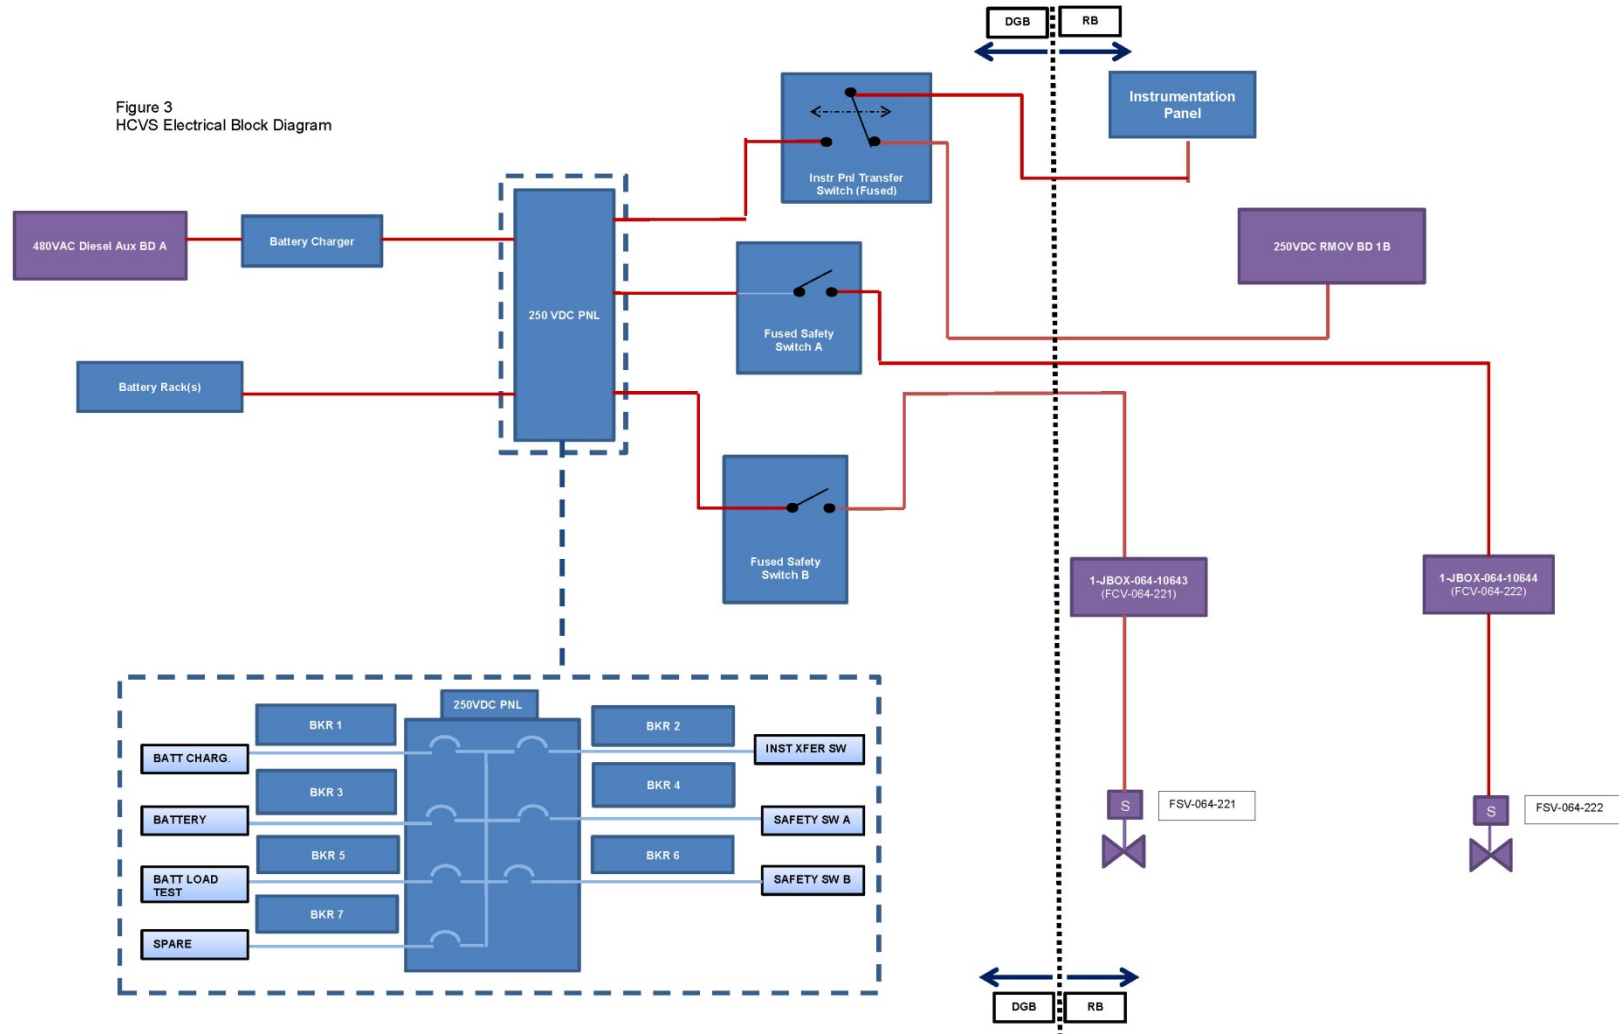 DGB
RB
Figure 3
HCVS Electrical Block Diagram
Instr Pnl Transfer
Switch (Fused)
Instrumentation
Panel
480VAC Diesel Aux BD A
Battery Charger
250 VDC PNL
250VDC RMOV BD 1B
Fused Safety
Switch A
Battery Rack(s)
Fused Safety
Switch B
1-JBOX-064-10643
(FCV-064-221)
1-JBOX-064-10644
(FCV-064-222)
250VDC PNL
BKR 1
BKR 2
BATT CHARG.
INST XFER SW
BKR 3
BKR 4
BATTERY
SAFETY SW A
BKR 5
BKR 6
BATT LOAD
TEST
SAFETY SW B
BKR 7
SPARE
S
FSV-064-221
S
FSV-064-222
DGB
RB